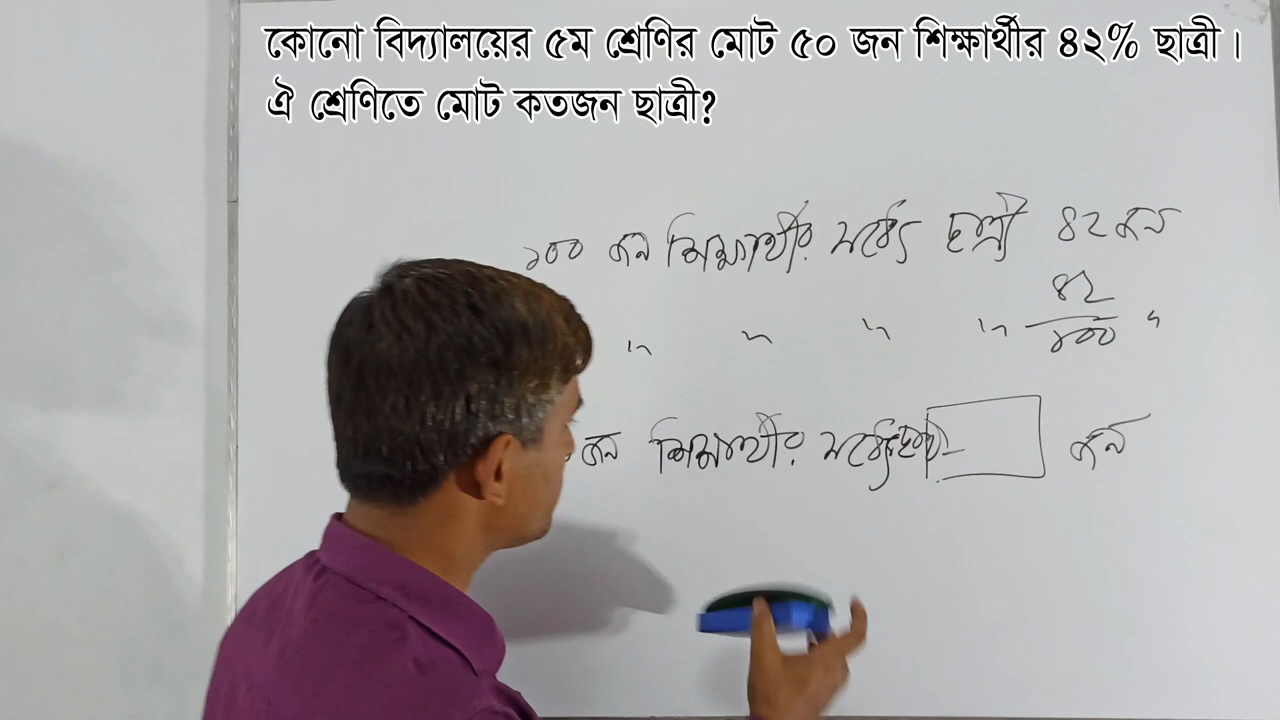 কোনো বিদ্যালয়ের ৫ম শ্রেণির মোট ৫০ জন শিক্ষার্থীর ৪২% ছাত্রী।
ঐ শ্রেণিতে মোট কতজন ছাত্রী?
১০০ জন শিক্ষার্থীর মধ্যে ছাত্রী ৪২ জন
" " " " ৪২/১০০ "
জন শিক্ষার্থীর মধ্যে জন